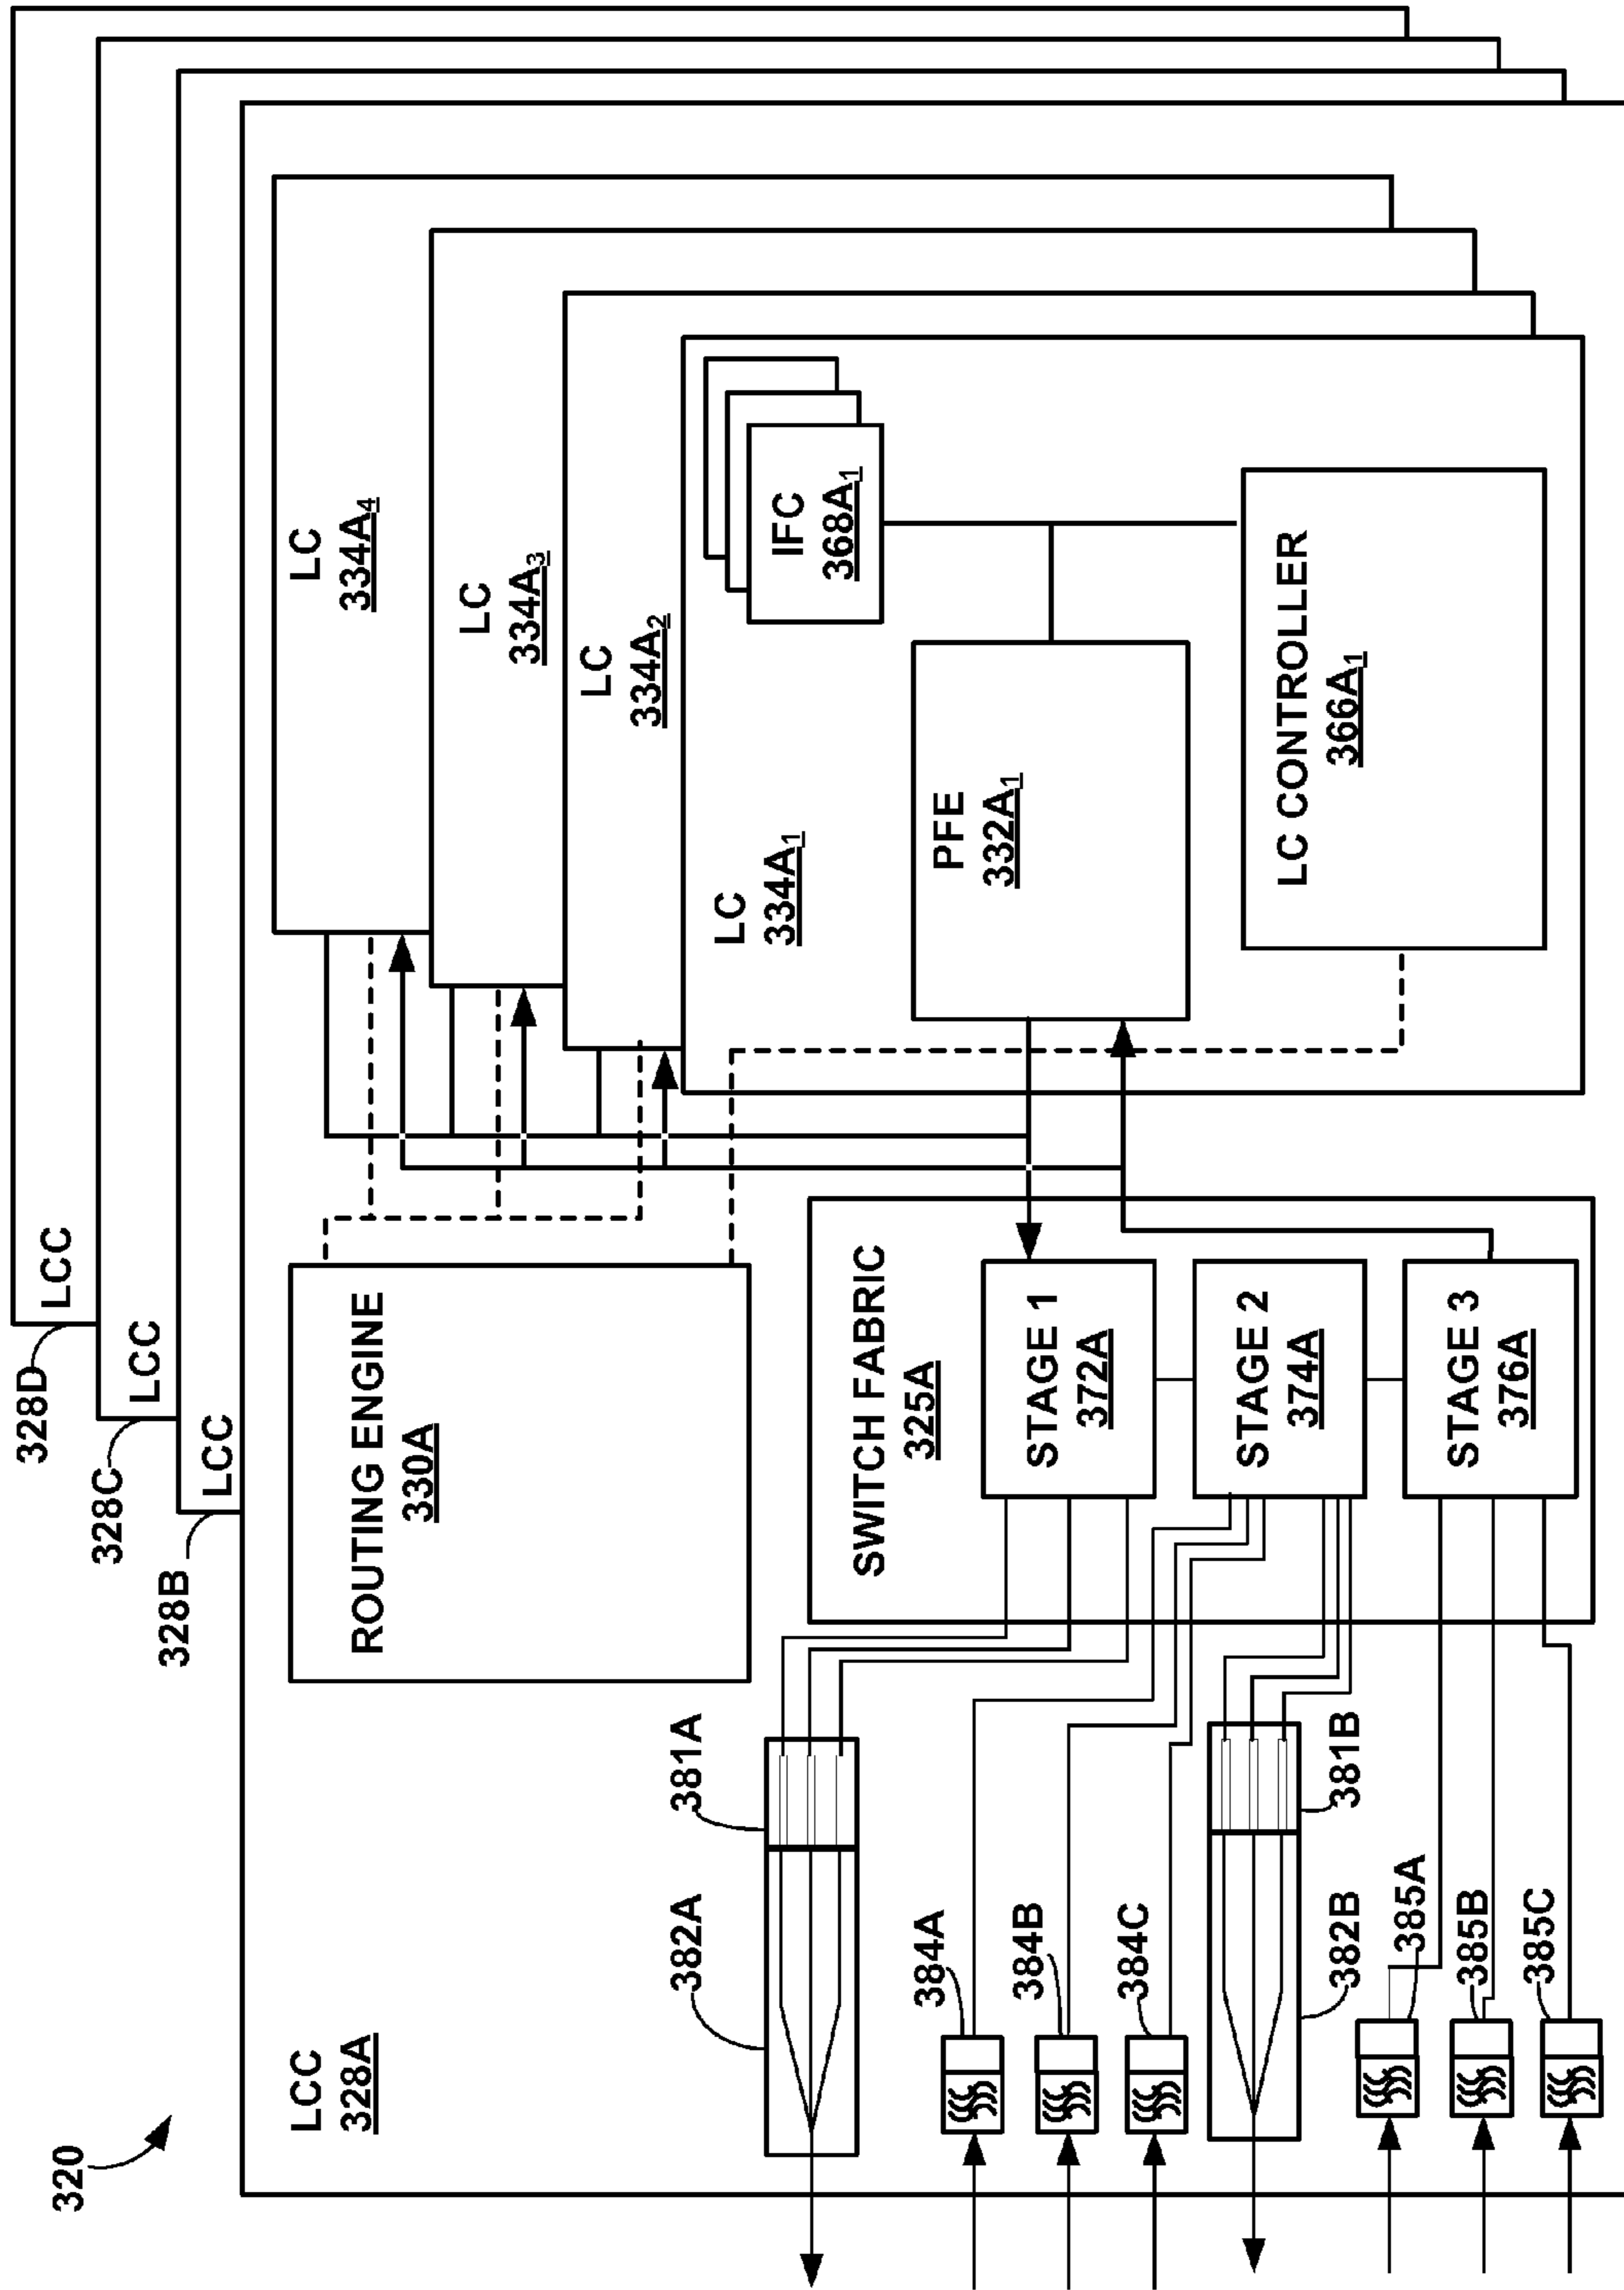 320
328D
LCC
328C
LCC
328B
LCC
LCC
328A
ROUTING ENGINE
330A
LC
334A4
LC
334A3
LC
334A2
LC
334A1
IFC
368A1
PFE
332A1
LC CONTROLLER
366A1
SWITCH FABRIC
325A
STAGE 1
372A
STAGE 2
374A
STAGE 3
376A
382A
381A
384A
384B
384C
382B
381B
385A
385B
385C